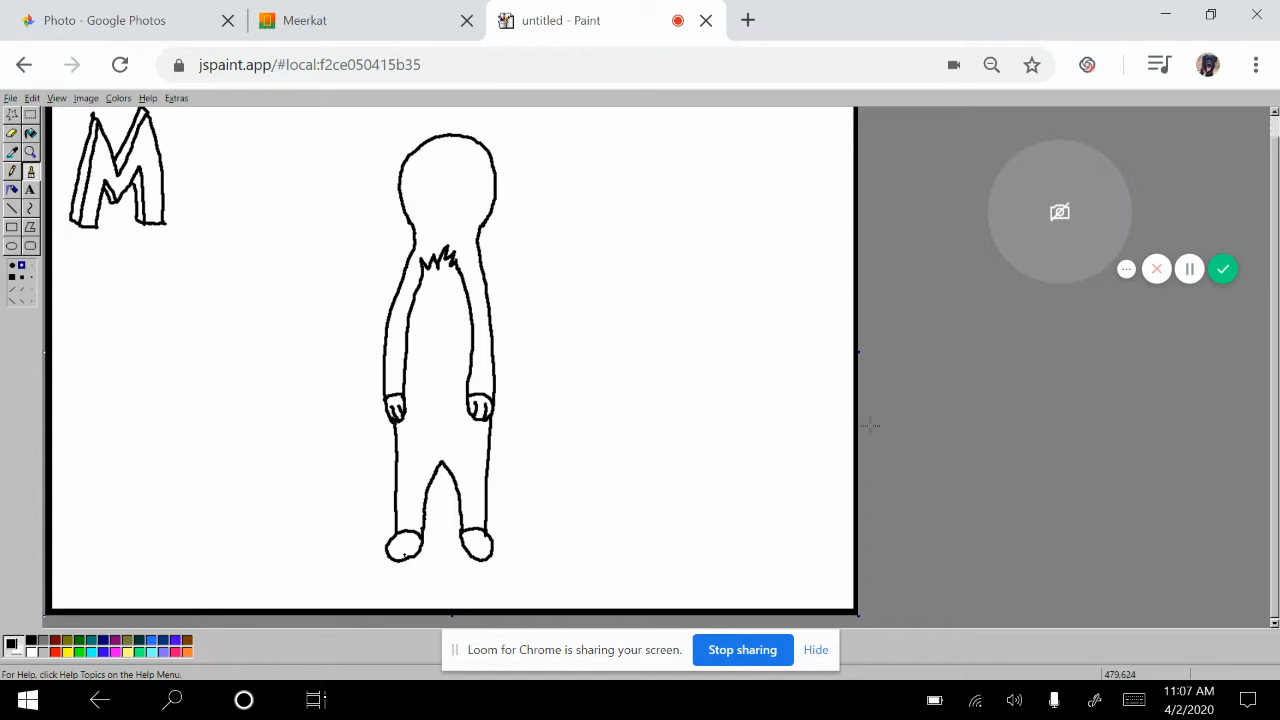 Photo - Google Photos
Meerkat
untitled - Paint
jspaint.app/#local:f2ce050415b35
File Edit View Image Colors Help Extras
M
A
Loom for Chrome is sharing your screen. Stop sharing Hide
For Help, click Help Topics on the Help Menu.
479,624
11:07 AM
4/2/2020